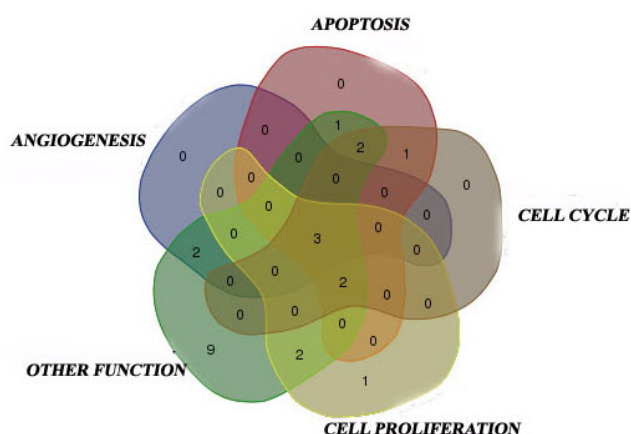 APOPTOSIS
0
ANGIOGENESIS
0 1
0 0 2 1
0 0 0 0 0
0 0 0 0
CELL CYCLE
0 3 0 0
2 0
0 2
0 0 0 0
0 0
9 2 0
OTHER FUNCTION
1
CELL PROLIFERATION